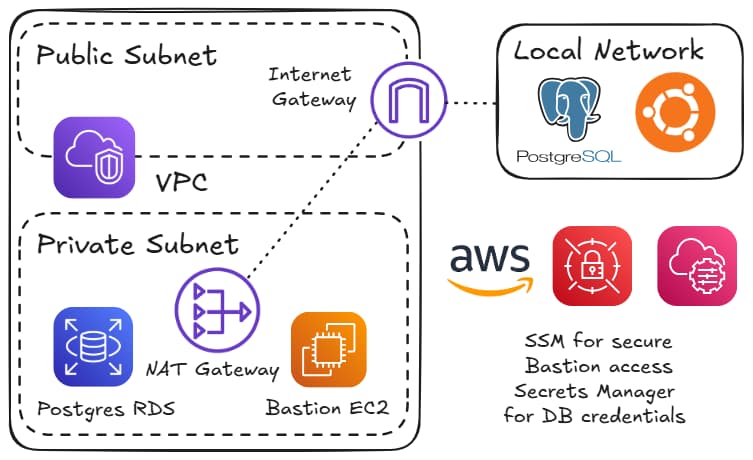 Public Subnet
Internet
Gateway
VPC
Private Subnet
NAT Gateway
Postgres RDS
Bastion EC2
Local Network
PostgreSQL
aws
SSM for secure
Bastion access
Secrets Manager
for DB credentials